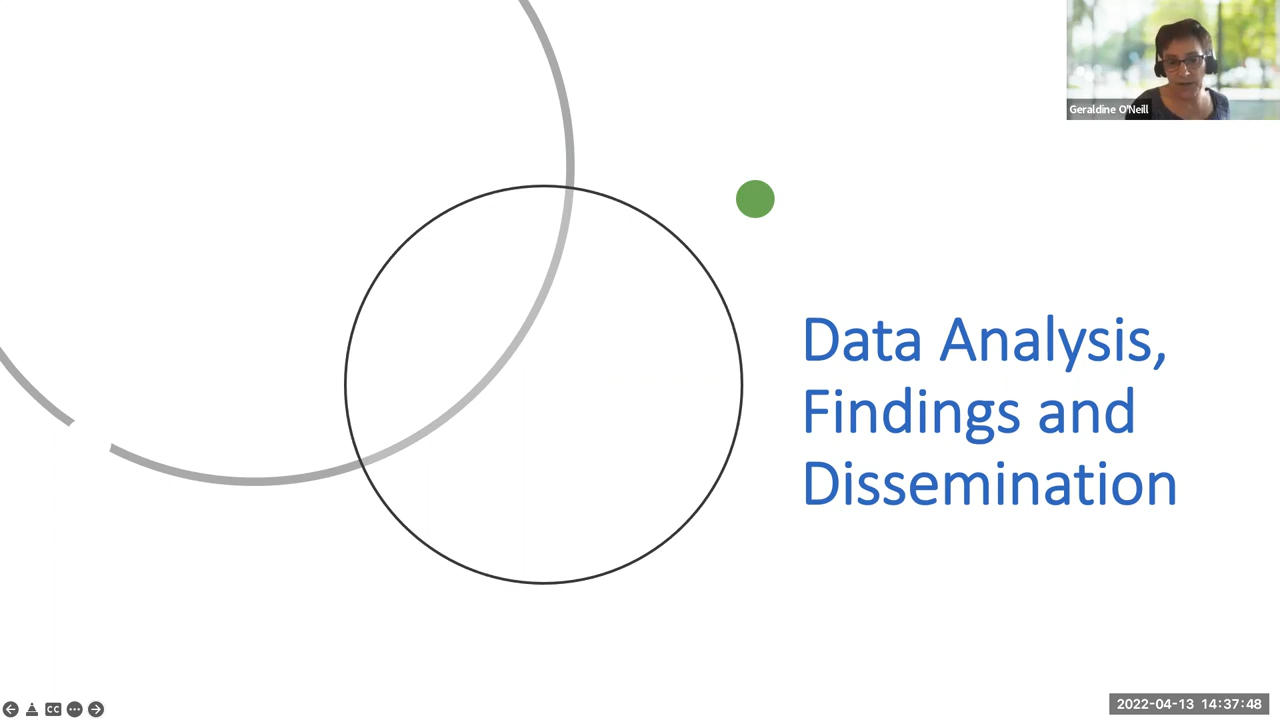 Geraldine O'Neill
Data Analysis,
Findings and
Dissemination
CC
2022-04-13 14:37:48